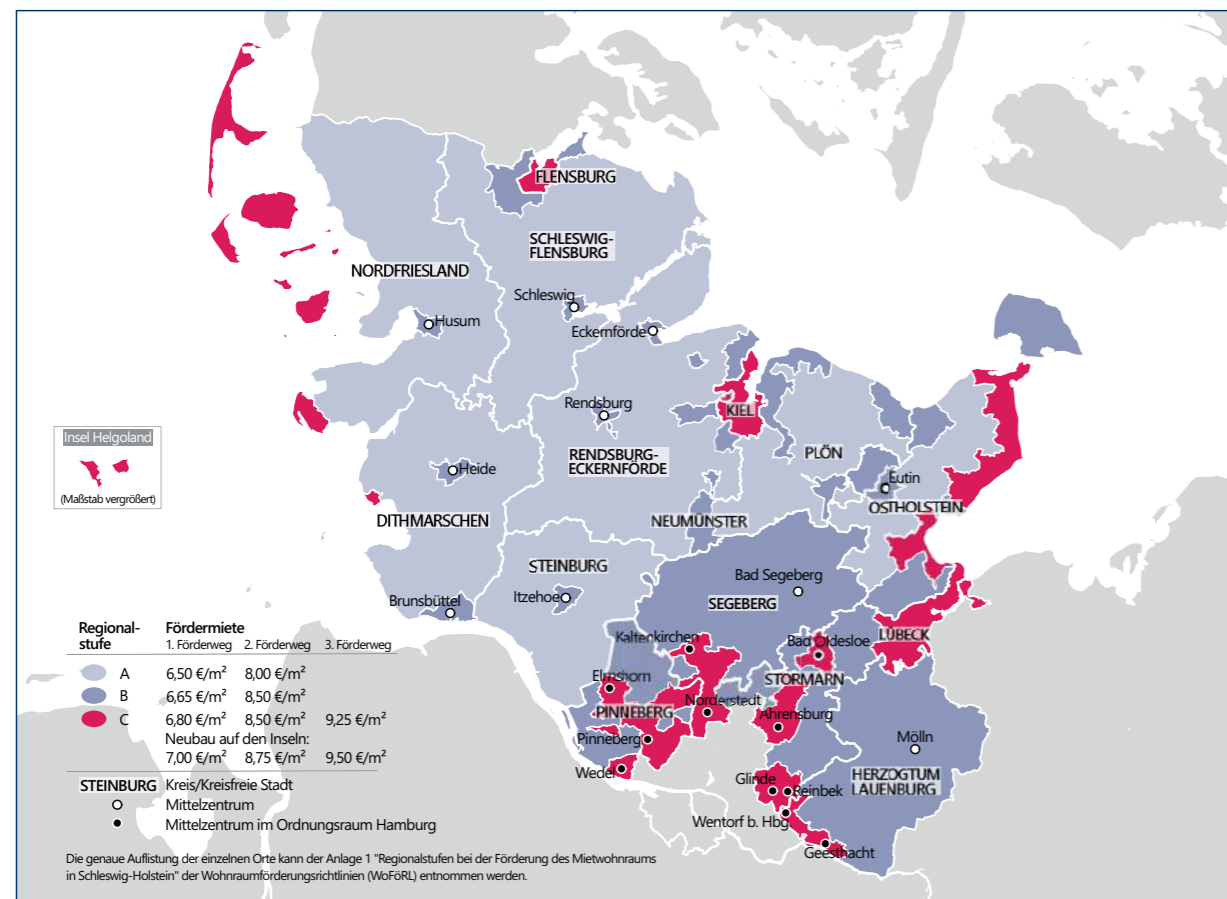 FLENSBURG
SCHLESWIG-
FLENSBURG
NORDFRIESLAND
Schleswig
Husum
Eckernförde
Rendsburg
KIEL
Insel Helgoland
(Maßstab vergrößert)
RENDSBURG-
ECKERNFÖRDE
PLÖN
Heide
Eutin
OSTHOLSTEIN
DITHMARSCHEN
NEUMÜNSTER
STEINBURG
Bad Segeberg
Itzehoe
SEGEBERG
Brunsbüttel
Kaltenkirchen
Bad Oldesloe
LÜBECK
STORMARN
Elmshorn
Norderstedt
PINNEBERG
Ahrensburg
Pinneberg
Mölln
Wedel
Glinde
HERZOGTUM
LAUENBURG
Reinbek
Wentorf b. Hbg
Geesthacht
Regional-
stufe
Fördermiete
1. Förderweg 2. Förderweg 3. Förderweg
A 6,50 €/m² 8,00 €/m²
B 6,65 €/m² 8,50 €/m²
C 6,80 €/m² 8,50 €/m² 9,25 €/m²
Neubau auf den Inseln:
7,00 €/m² 8,75 €/m² 9,50 €/m²
STEINBURG Kreis/Kreisfreie Stadt
Mittelzentrum
Mittelzentrum im Ordnungsraum Hamburg
Die genaue Auflistung der einzelnen Orte kann der Anlage 1 "Regionalstufen bei der Förderung des Mietwohnraums
in Schleswig-Holstein" der Wohnraumförderungsrichtlinien (WoFöRL) entnommen werden.